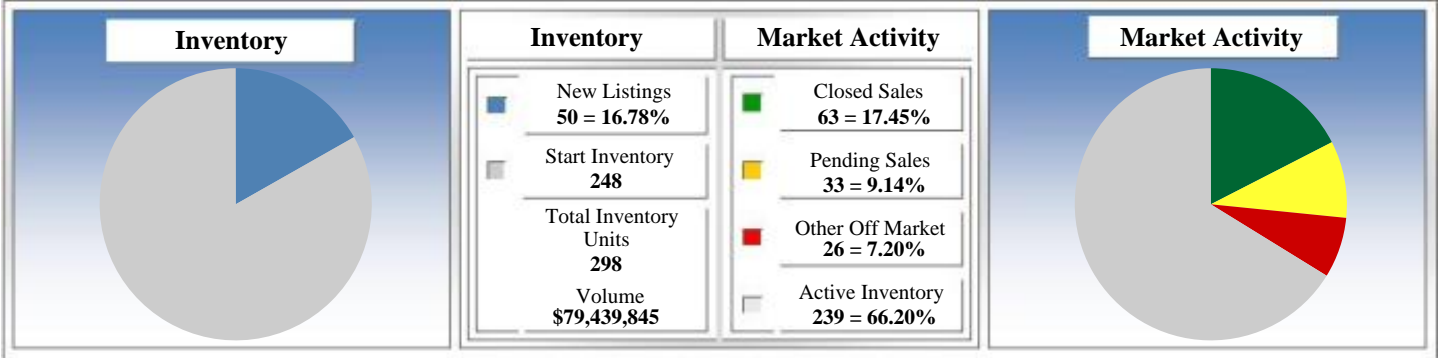 Inventory
Inventory
Market Activity
Market Activity
New Listings
50 = 16.78%
Start Inventory
248
Total Inventory
Units
298
Volume
$79,439,845
Closed Sales
63 = 17.45%
Pending Sales
33 = 9.14%
Other Off Market
26 = 7.20%
Active Inventory
239 = 66.20%